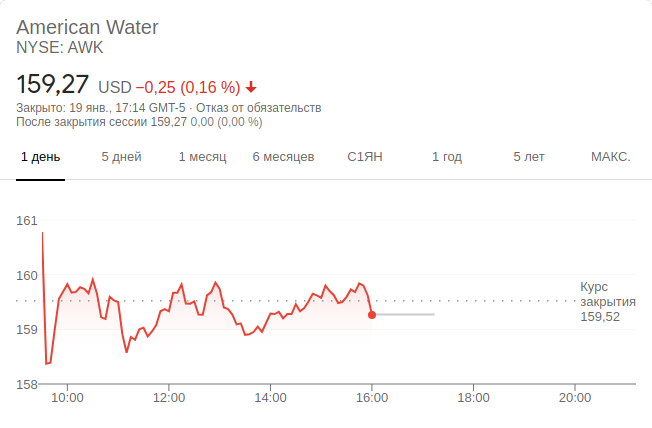 American Water
NYSE: AWK
159,27 USD −0,25 (0,16 %)
Закрыто: 19 янв., 17:14 GMT-5 · Отказ от обязательств
После закрытия сессии 159,27 0,00 (0,00 %)
1 день 5 дней 1 месяц 6 месяцев С1ЯН 1 год 5 лет МАКС.
161
160
Курс
закрытия
159,52
159
158
10:00 12:00 14:00 16:00 18:00 20:00